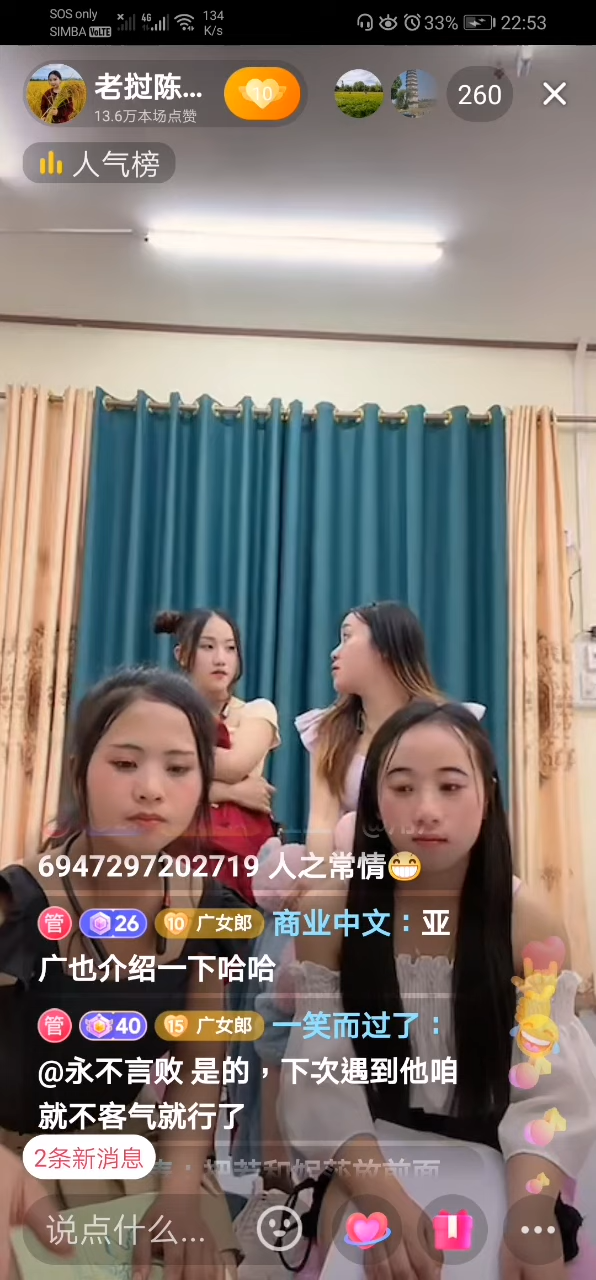 SOS only
SIMBA VoLTE
4G
134
K/s
33%
22:53
老挝陈...
13.6万本场点赞
10
260
人气榜
6947297202719 人之常情😁
管 26 10 广女郎 商业中文：亚
广也介绍一下哈哈
管 40 15 广女郎 一笑而过了：
@永不言败 是的，下次遇到他咱
就不客气就行了
2条新消息
说点什么...